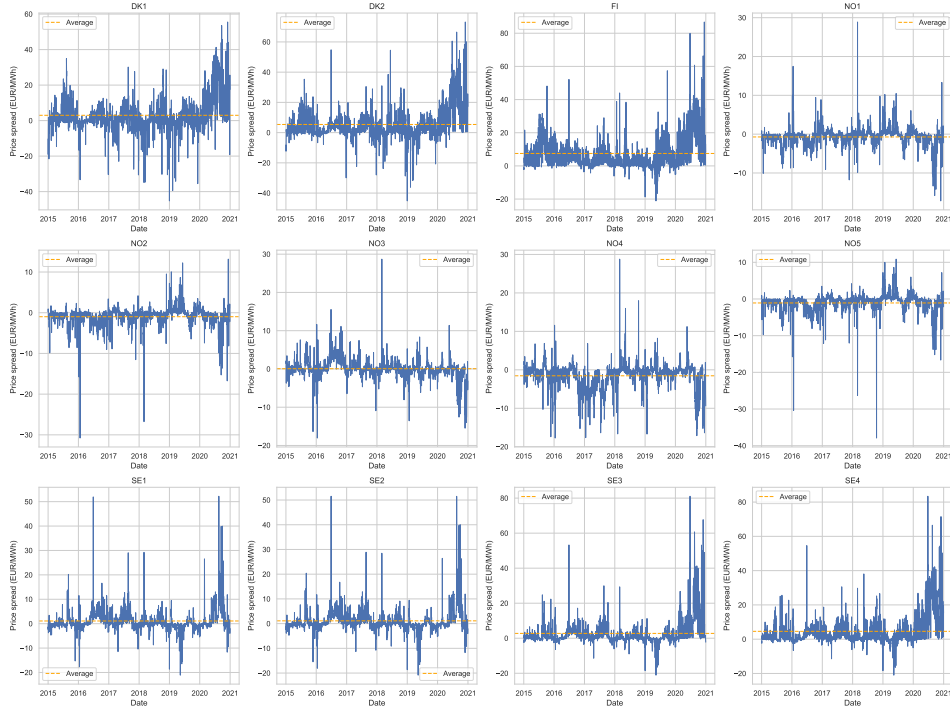 DK1
Price spread (EUR/MWh)
60
40
20
0
−20
−40
Average
2015 2016 2017 2018 2019 2020 2021
Date
DK2
Price spread (EUR/MWh)
80
60
40
20
0
−20
−40
Average
2015 2016 2017 2018 2019 2020 2021
Date
FI
Price spread (EUR/MWh)
80
60
40
20
0
−20
Average
2015 2016 2017 2018 2019 2020 2021
Date
NO1
Price spread (EUR/MWh)
30
20
10
0
−10
Average
2015 2016 2017 2018 2019 2020 2021
Date
NO2
Price spread (EUR/MWh)
10
0
−10
−20
−30
Average
2015 2016 2017 2018 2019 2020 2021
Date
NO3
Price spread (EUR/MWh)
30
20
10
0
−10
−20
Average
2015 2016 2017 2018 2019 2020 2021
Date
NO4
Price spread (EUR/MWh)
30
20
10
0
−10
−20
Average
2015 2016 2017 2018 2019 2020 2021
Date
NO5
Price spread (EUR/MWh)
10
0
−10
−20
−30
−40
Average
2015 2016 2017 2018 2019 2020 2021
Date
SE1
Price spread (EUR/MWh)
50
40
30
20
10
0
−10
−20
Average
2015 2016 2017 2018 2019 2020 2021
Date
SE2
Price spread (EUR/MWh)
50
40
30
20
10
0
−10
−20
Average
2015 2016 2017 2018 2019 2020 2021
Date
SE3
Price spread (EUR/MWh)
80
60
40
20
0
−20
Average
2015 2016 2017 2018 2019 2020 2021
Date
SE4
Price spread (EUR/MWh)
80
60
40
20
0
−20
Average
2015 2016 2017 2018 2019 2020 2021
Date